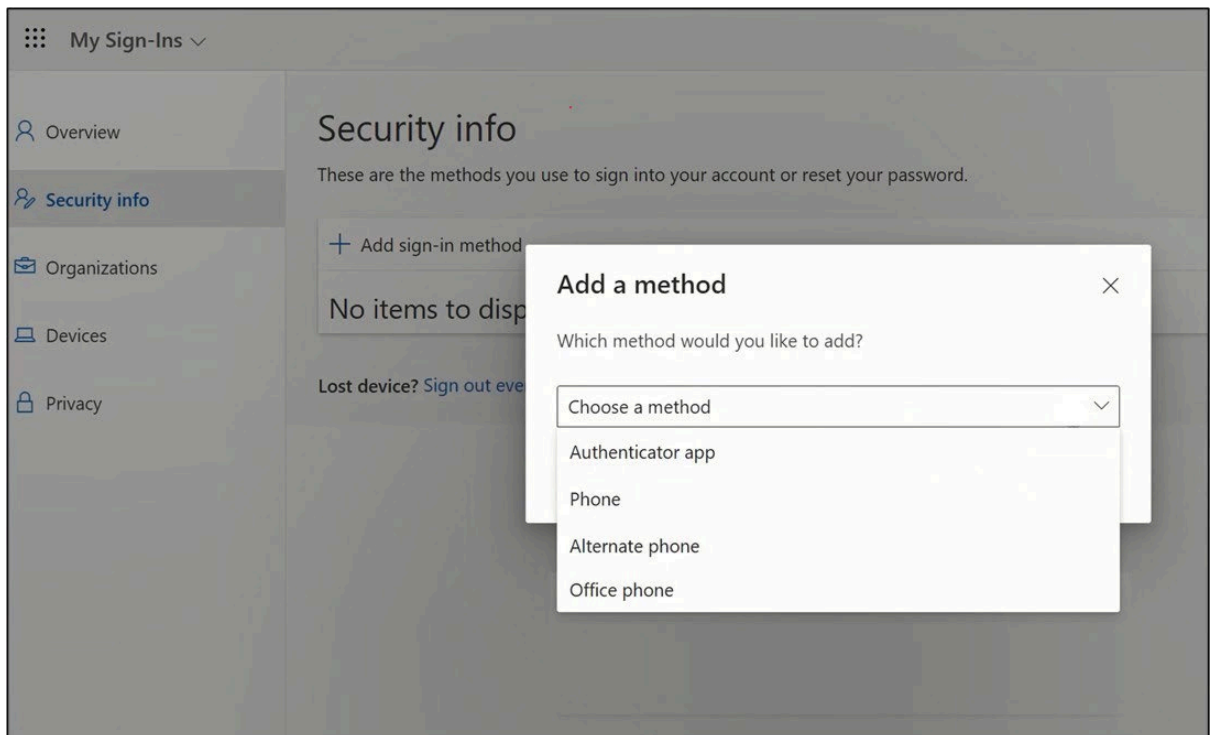 My Sign-Ins
Overview
Security info
Organizations
Devices
Privacy
Security info
These are the methods you use to sign into your account or reset your password.
Add sign-in method
No items to disp
Lost device? Sign out eve
Add a method
Which method would you like to add?
Choose a method
Authenticator app
Phone
Alternate phone
Office phone